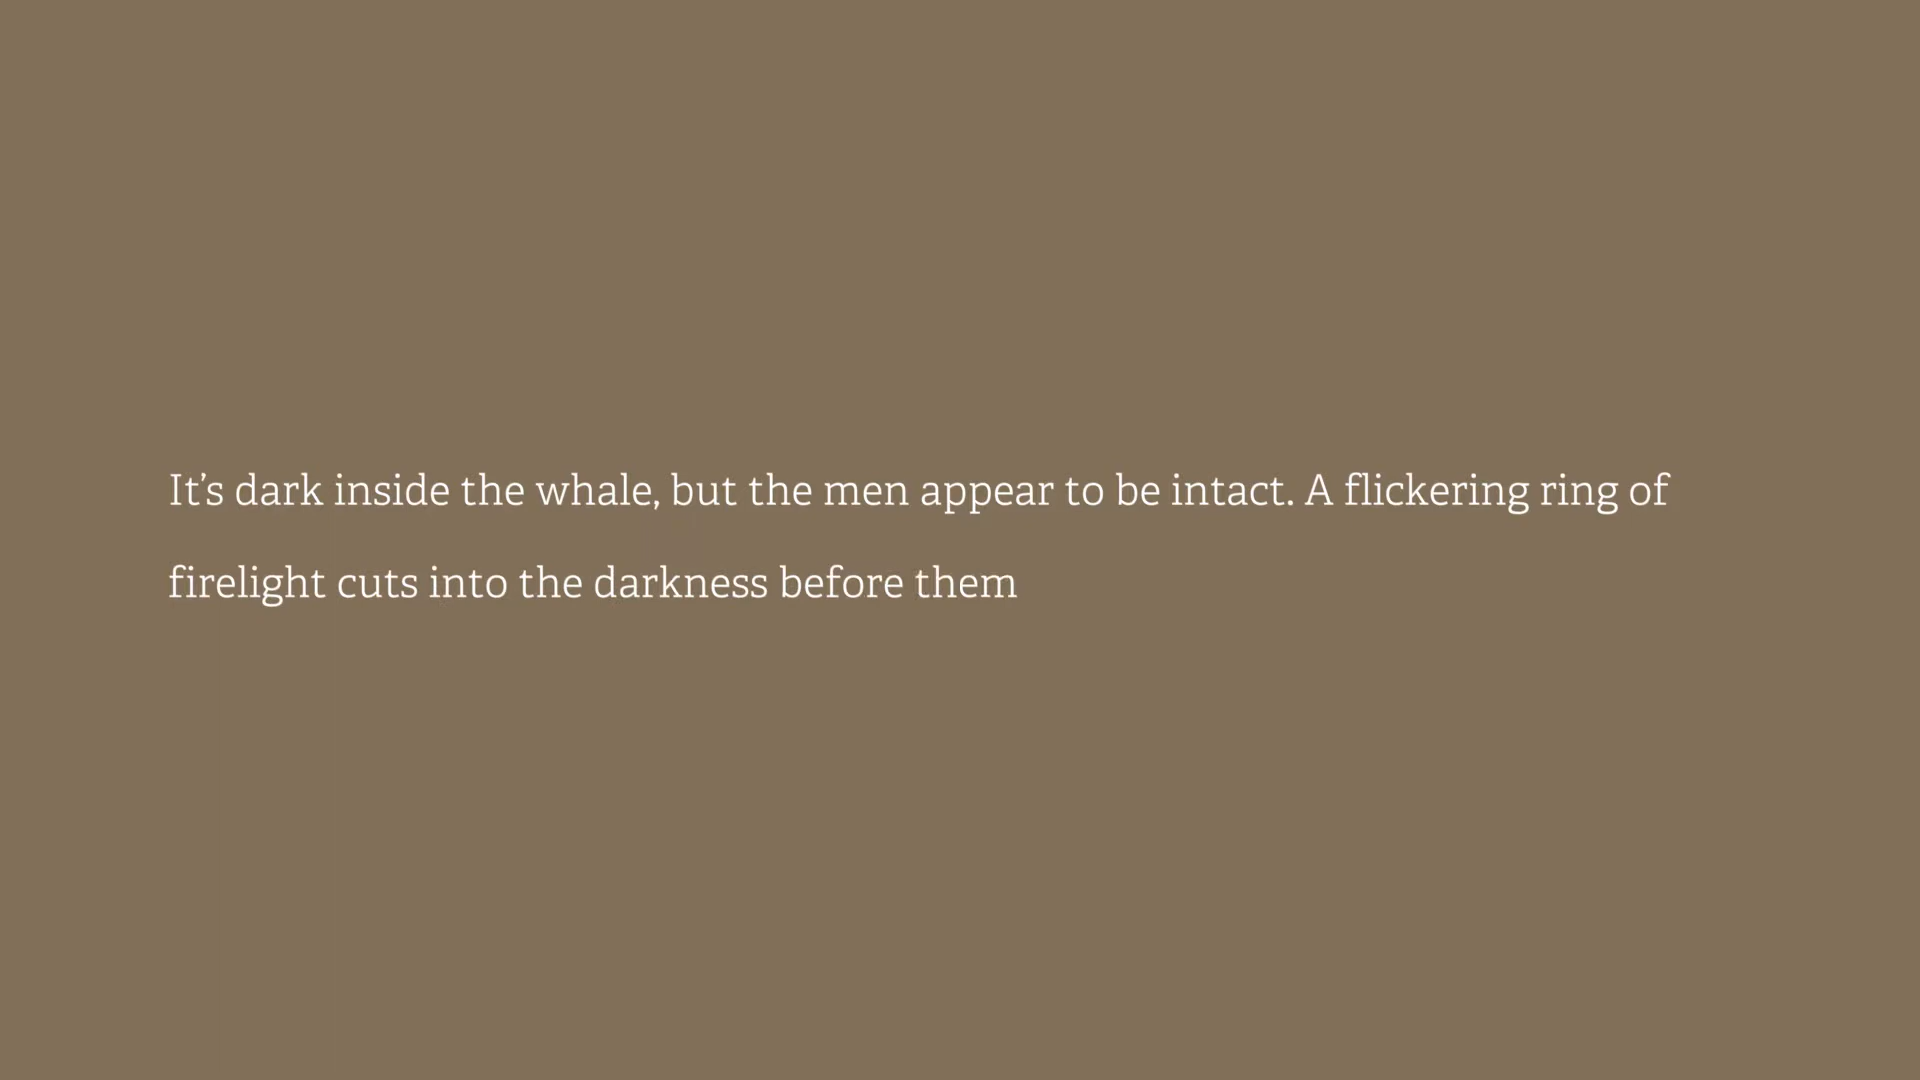 It’s dark inside the whale, but the men appear to be intact. A flickering ring of
firelight cuts into the darkness before them